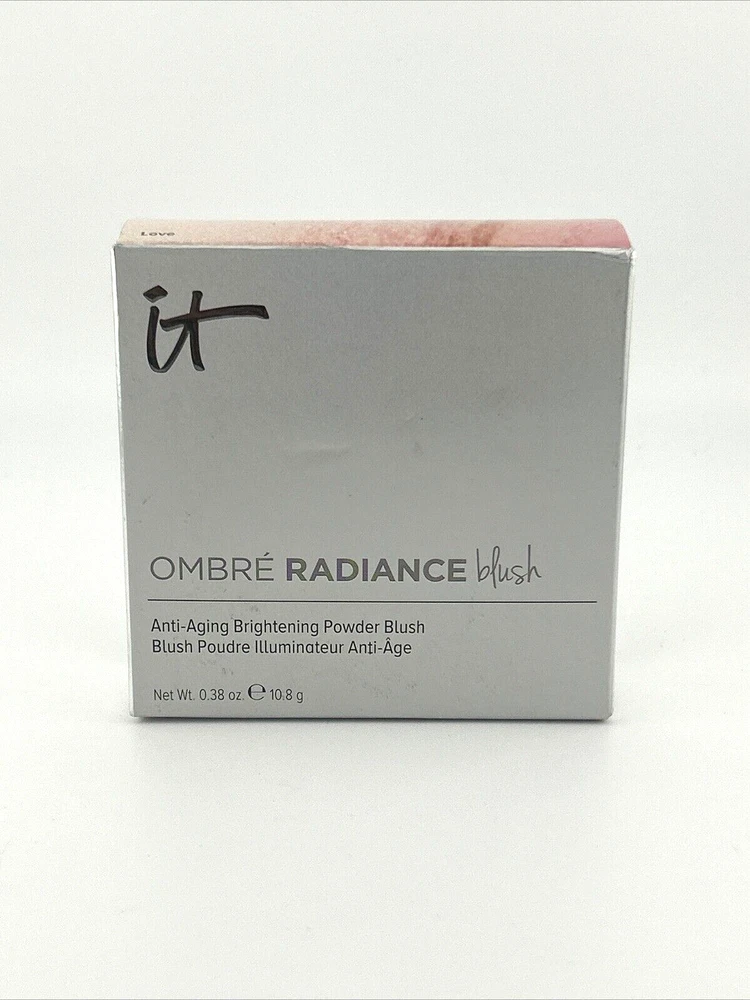 Love
it
OMBRÉ RADIANCE blush
Anti-Aging Brightening Powder Blush
Blush Poudre Illuminateur Anti-Âge
Net Wt. 0.38 oz. ℮ 10.8 g